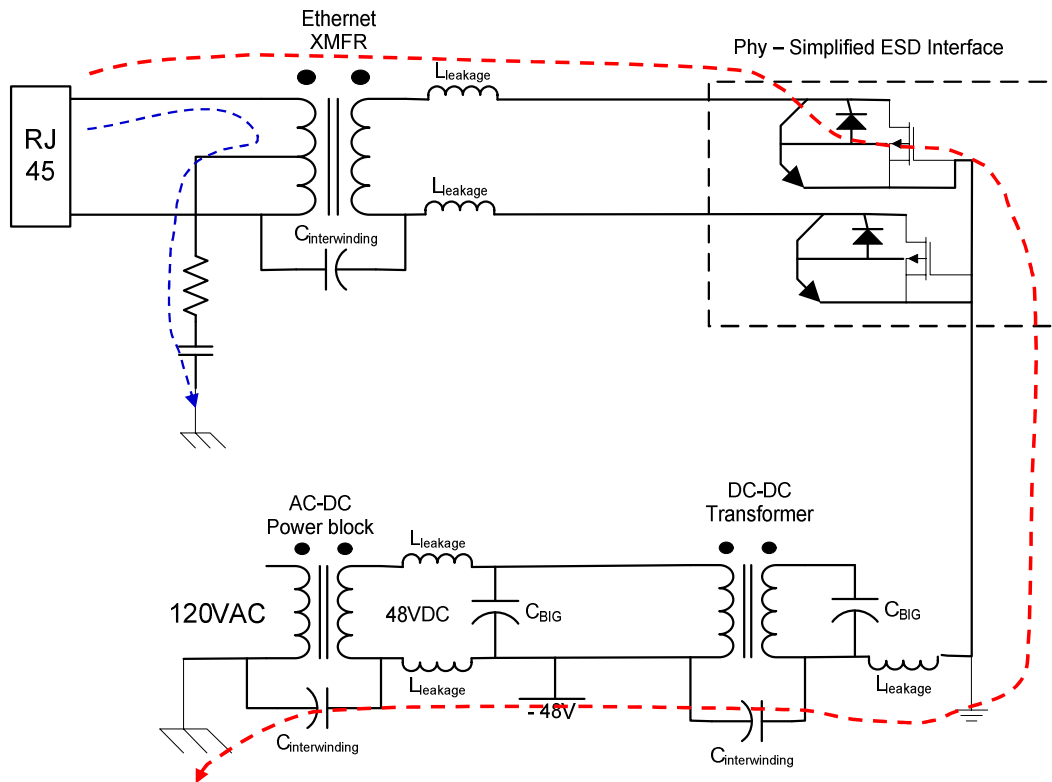 Ethernet
XMFR
Phy – Simplified ESD Interface
Lleakage
RJ
45
Lleakage
Cinterwinding
AC-DC
Power block
DC-DC
Transformer
Lleakage
120VAC
48VDC
CBIG
CBIG
Lleakage
Lleakage
- 48V
Cinterwinding
Cinterwinding